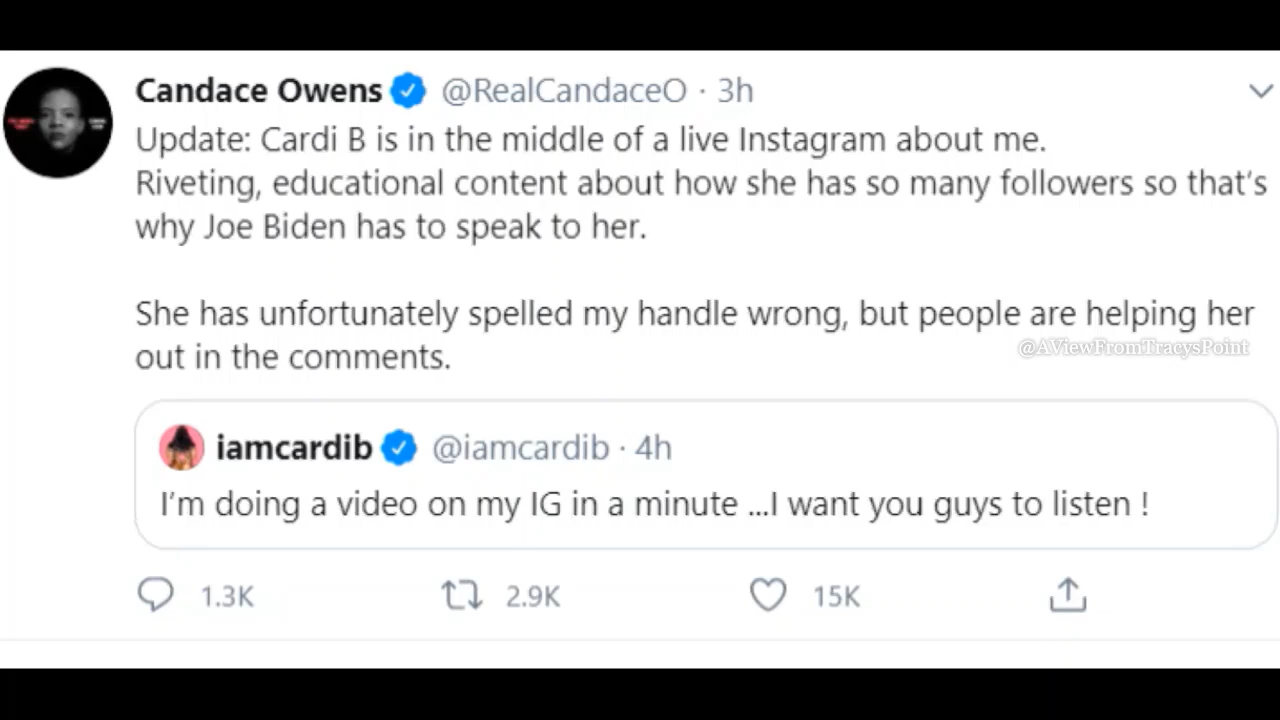 Candace Owens @RealCandaceO · 3h
Update: Cardi B is in the middle of a live Instagram about me.
Riveting, educational content about how she has so many followers so that's
why Joe Biden has to speak to her.
She has unfortunately spelled my handle wrong, but people are helping her
out in the comments.
@AViewFromTracysPoint
iamcardib @iamcardib · 4h
I'm doing a video on my IG in a minute ...I want you guys to listen !
1.3K 2.9K 15K